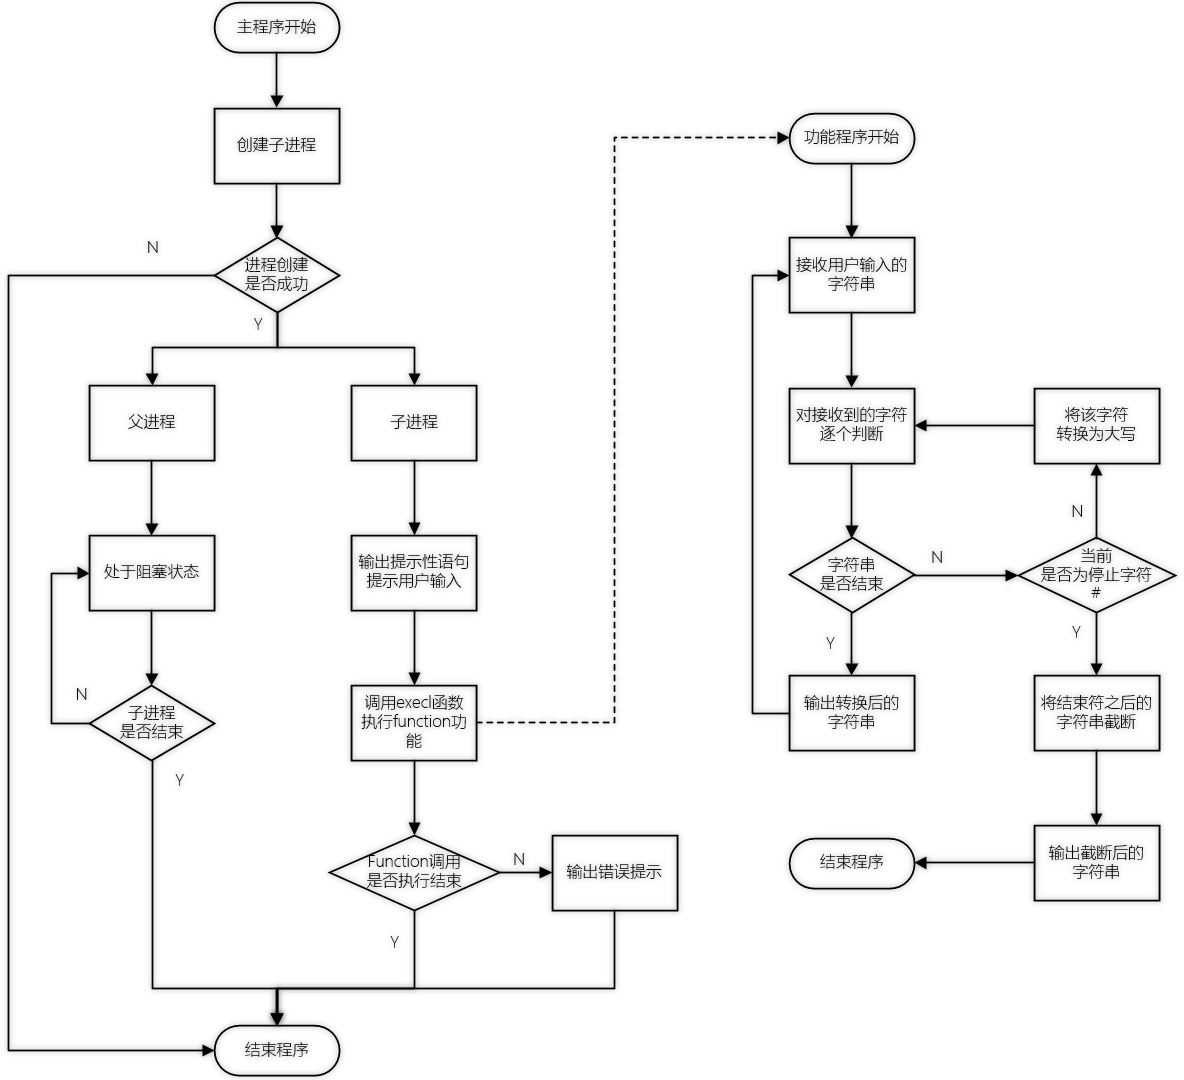 主程序开始
创建子进程
进程创建
是否成功
N
Y
父进程
处于阻塞状态
子进程
是否结束
N
Y
子进程
输出提示性语句
提示用户输入
调用execl函数
执行function功
能
Function调用
是否执行结束
N
Y
输出错误提示
结束程序
功能程序开始
接收用户输入的
字符串
对接收到的字符
逐个判断
字符串
是否结束
N
Y
输出转换后的
字符串
当前
是否为停止字符
#
N
Y
将该字符
转换为大写
将结束符之后的
字符串截断
输出截断后的
字符串
结束程序